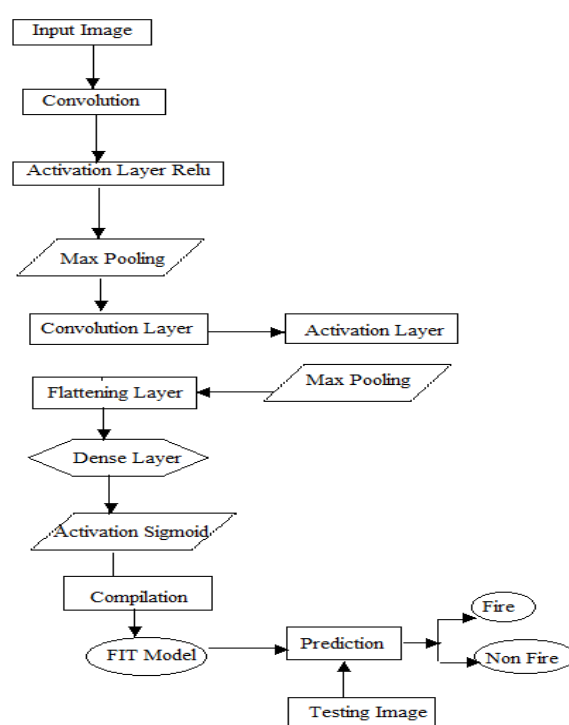 Input Image
Convolution
Activation Layer Relu
Max Pooling
Convolution Layer
Activation Layer
Max Pooling
Flattening Layer
Dense Layer
Activation Sigmoid
Compilation
FIT Model
Prediction
Fire
Non Fire
Testing Image